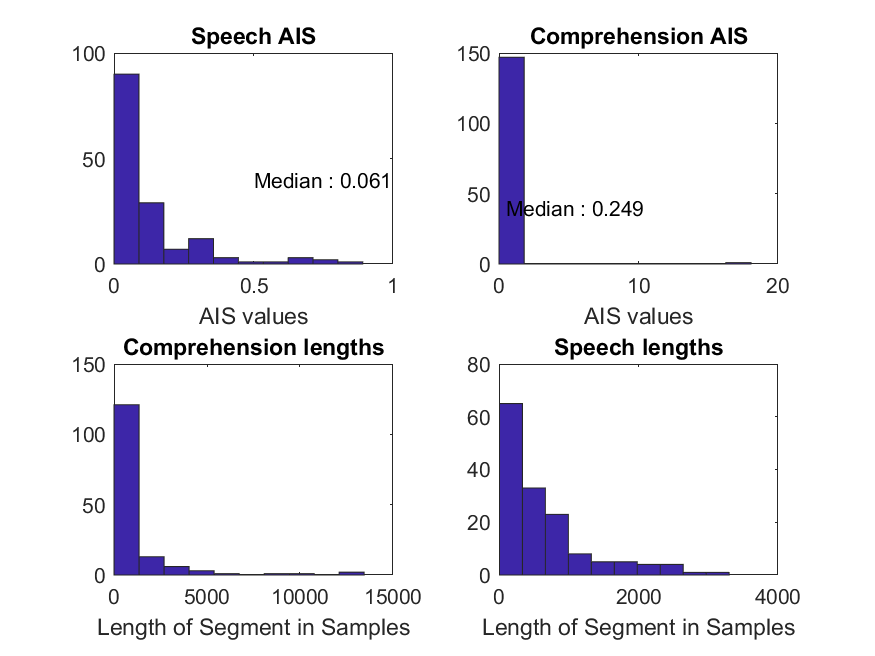 Speech AIS
100
50
0
Median : 0.061
0 0.5 1
AIS values
Comprehension AIS
150
100
50
0
Median : 0.249
0 10 20
AIS values
Comprehension lengths
150
100
50
0
0 5000 10000 15000
Length of Segment in Samples
Speech lengths
80
60
40
20
0
0 2000 4000
Length of Segment in Samples